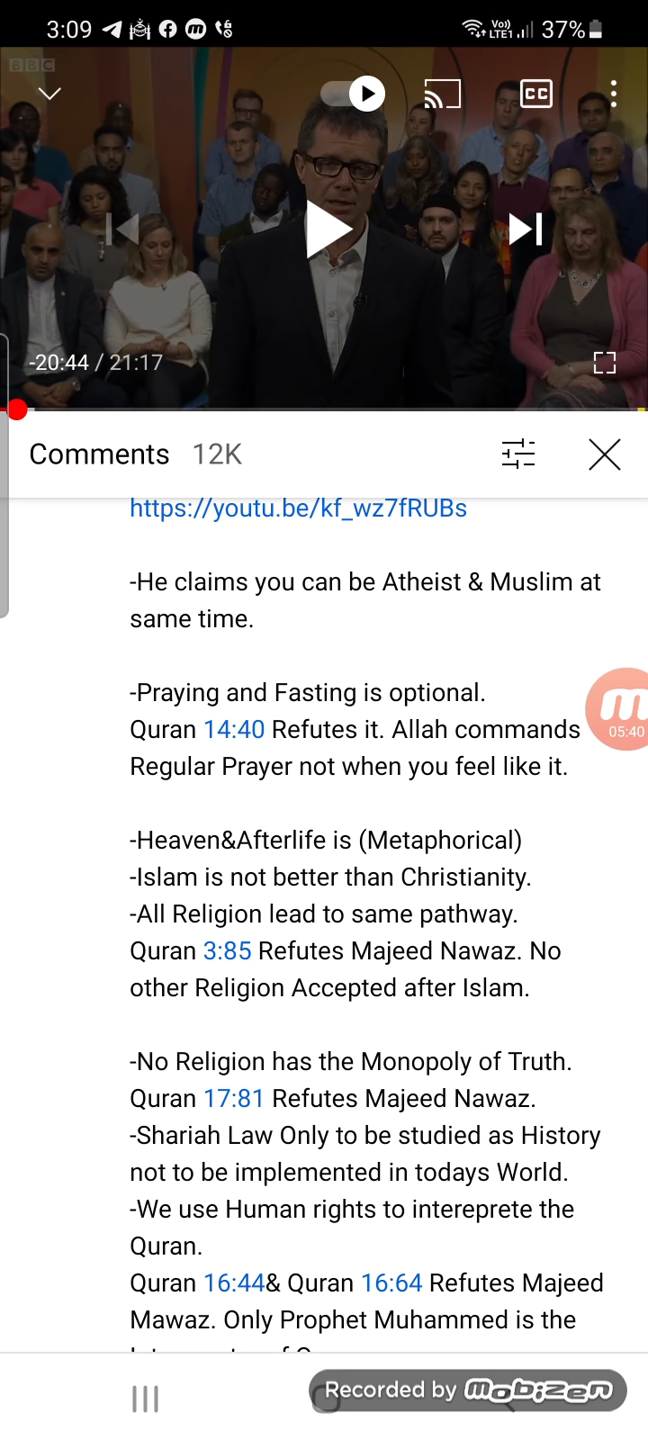 3:09
VoI) LTE1 37%
BBC
CC
-20:44 / 21:17
Comments 12K
https://youtu.be/kf_wz7fRUBs
-He claims you can be Atheist & Muslim at
same time.
-Praying and Fasting is optional.
Quran 14:40 Refutes it. Allah commands
Regular Prayer not when you feel like it.
05:40
-Heaven&Afterlife is (Metaphorical)
-Islam is not better than Christianity.
-All Religion lead to same pathway.
Quran 3:85 Refutes Majeed Nawaz. No
other Religion Accepted after Islam.
-No Religion has the Monopoly of Truth.
Quran 17:81 Refutes Majeed Nawaz.
-Shariah Law Only to be studied as History
not to be implemented in todays World.
-We use Human rights to intereprete the
Quran.
Quran 16:44& Quran 16:64 Refutes Majeed
Mawaz. Only Prophet Muhammed is the
Recorded by mobizen